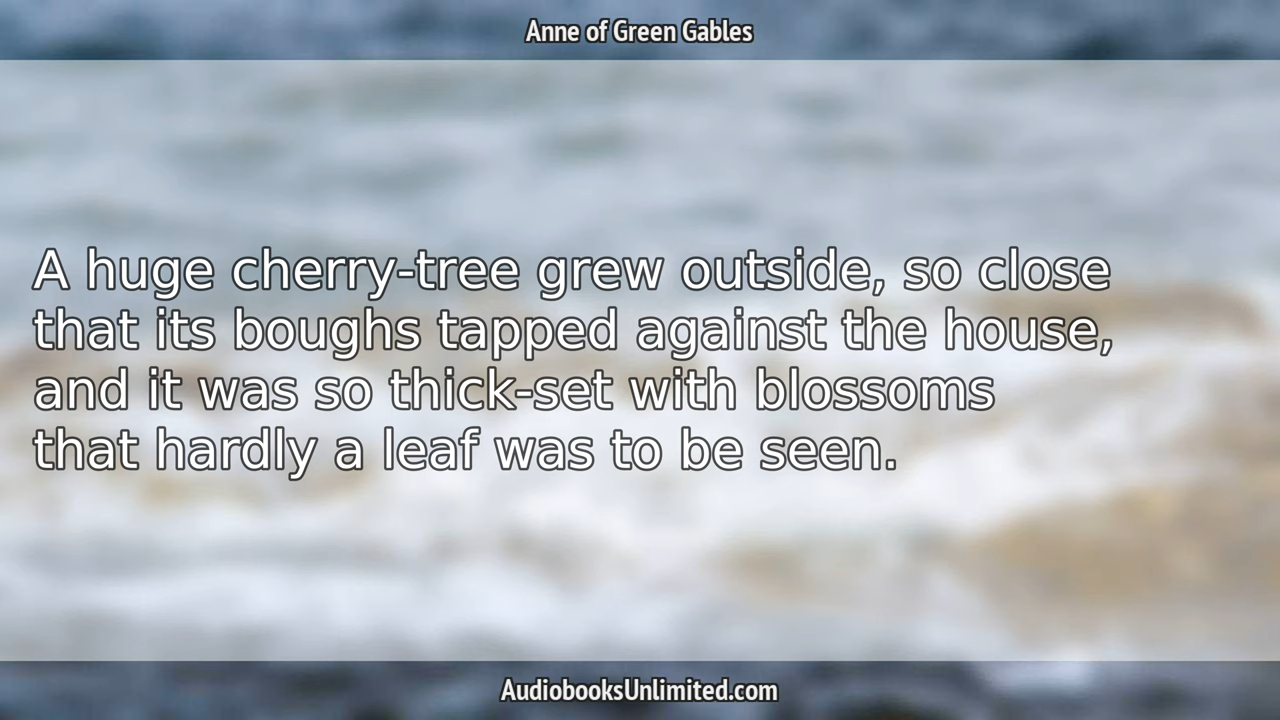 Anne of Green Gables
A huge cherry-tree grew outside, so close
that its boughs tapped against the house,
and it was so thick-set with blossoms
that hardly a leaf was to be seen.
AudiobooksUnlimited.com